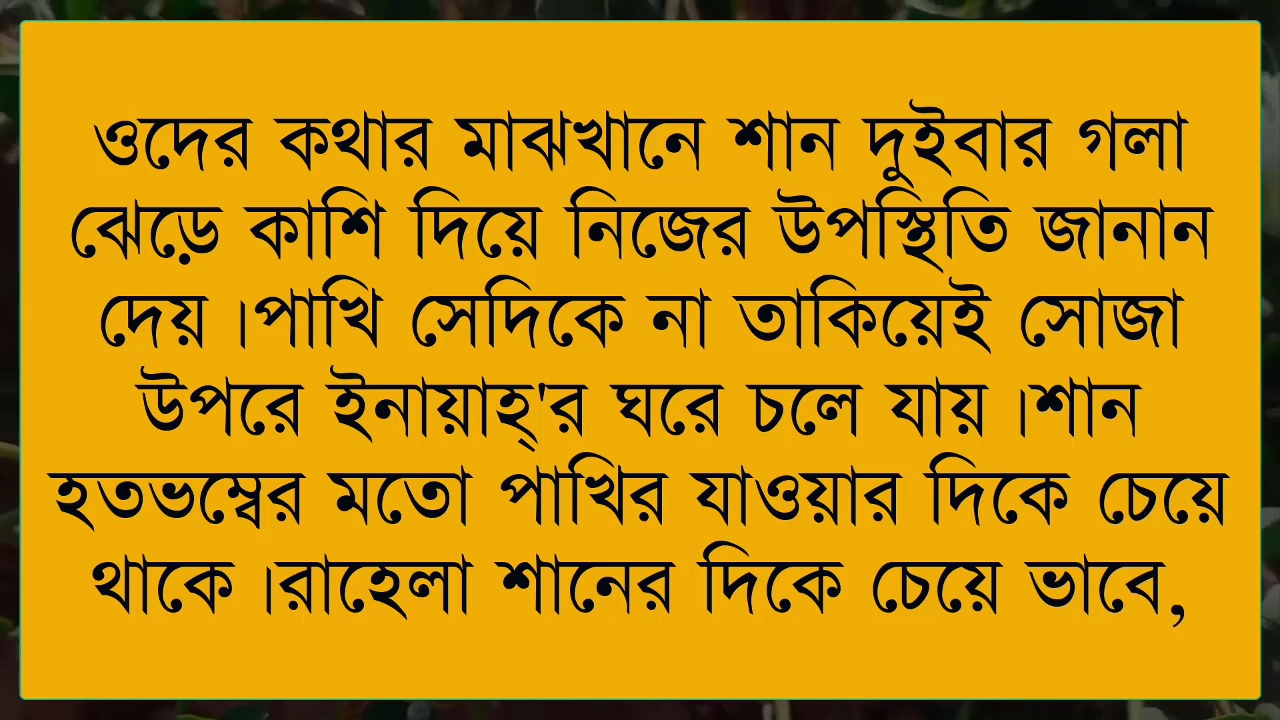 ওদের কথার মাঝখানে শান দুইবার গলা
ঝেড়ে কাশি দিয়ে নিজের উপস্থিতি জানান
দেয় ।পাখি সেদিকে না তাকিয়েই সোজা
উপরে ইনায়াহ্'র ঘরে চলে যায় ।শান
হতভম্বের মতো পাখির যাওয়ার দিকে চেয়ে
থাকে ।রাহেলা শানের দিকে চেয়ে ভাবে,